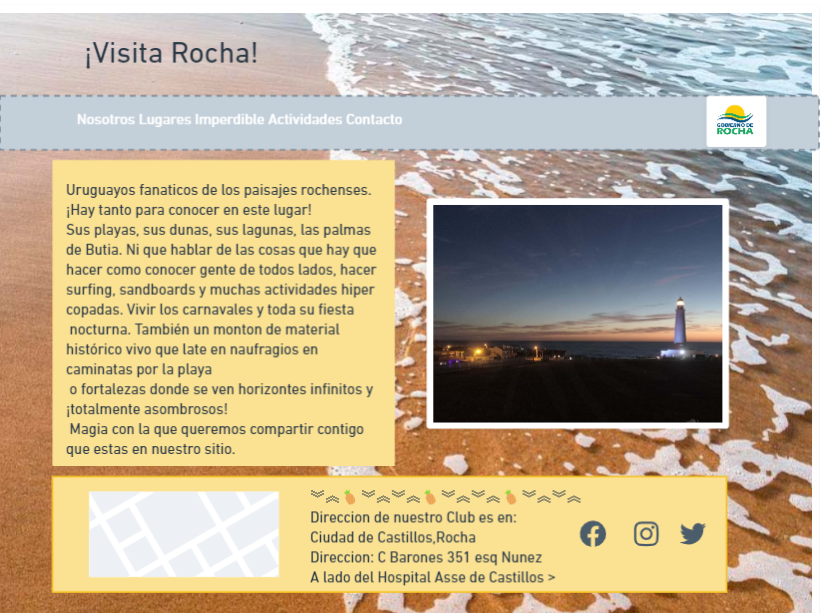 ¡Visita Rocha!
Nosotros Lugares Imperdible Actividades Contacto
GOBIERNO DE
ROCHA
Uruguayos fanaticos de los paisajes rochenses.
¡Hay tanto para conocer en este lugar!
Sus playas, sus dunas, sus lagunas, las palmas
de Butia. Ni que hablar de las cosas que hay que
hacer como conocer gente de todos lados, hacer
surfing, sandboards y muchas actividades hiper
copadas. Vivir los carnavales y toda su fiesta
nocturna. También un monton de material
histórico vivo que late en naufragios en
caminatas por la playa
o fortalezas donde se ven horizontes infinitos y
¡totalmente asombrosos!
Magia con la que queremos compartir contigo
que estas en nuestro sitio.
Direccion de nuestro Club es en:
Ciudad de Castillos,Rocha
Direccion: C Barones 351 esq Nunez
A lado del Hospital Asse de Castillos >